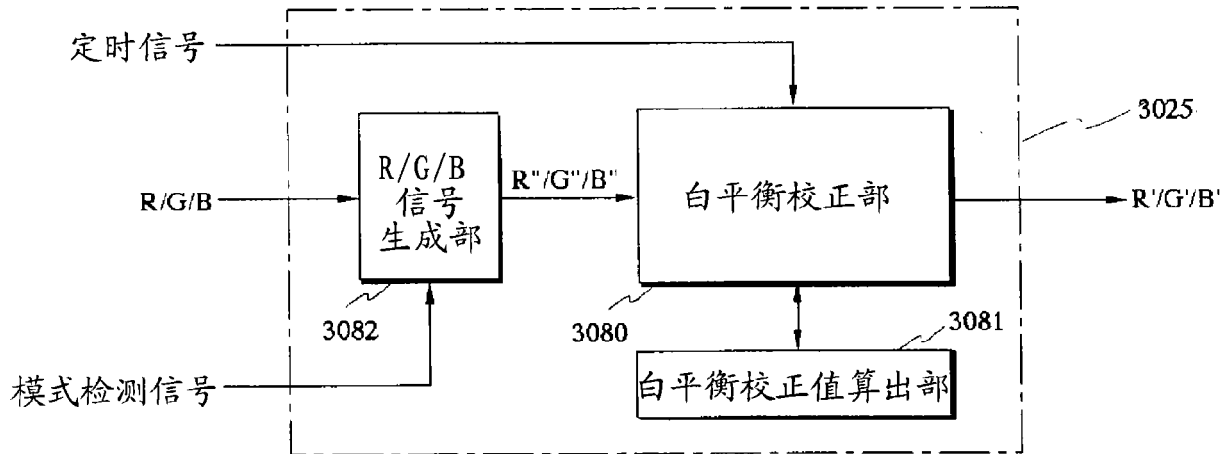 定时信号
3025
R/G/B
R/G/B
信号
生成部
R"/G"/B"
白平衡校正部
R'/G'/B'
3082
3080
3081
模式检测信号
白平衡校正值算出部